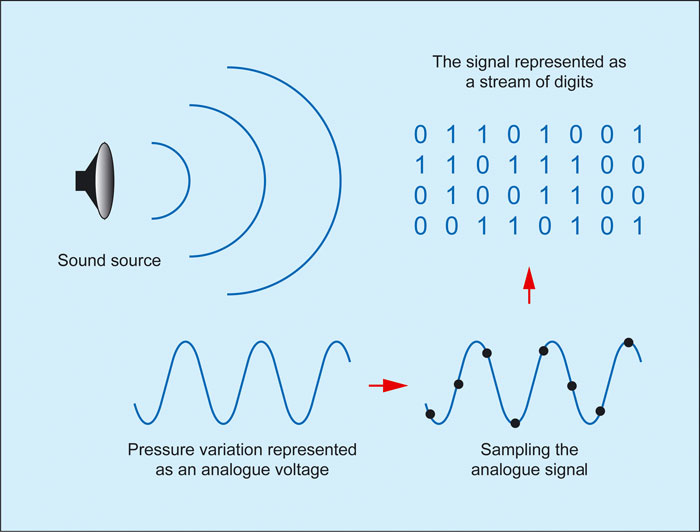 The signal represented as
a stream of digits
0 1 1 0 1 0 0 1
1 1 0 1 1 1 0 0
0 1 0 0 1 1 0 0
0 0 1 1 0 1 0 1
Sound source
Pressure variation represented
as an analogue voltage
Sampling the
analogue signal